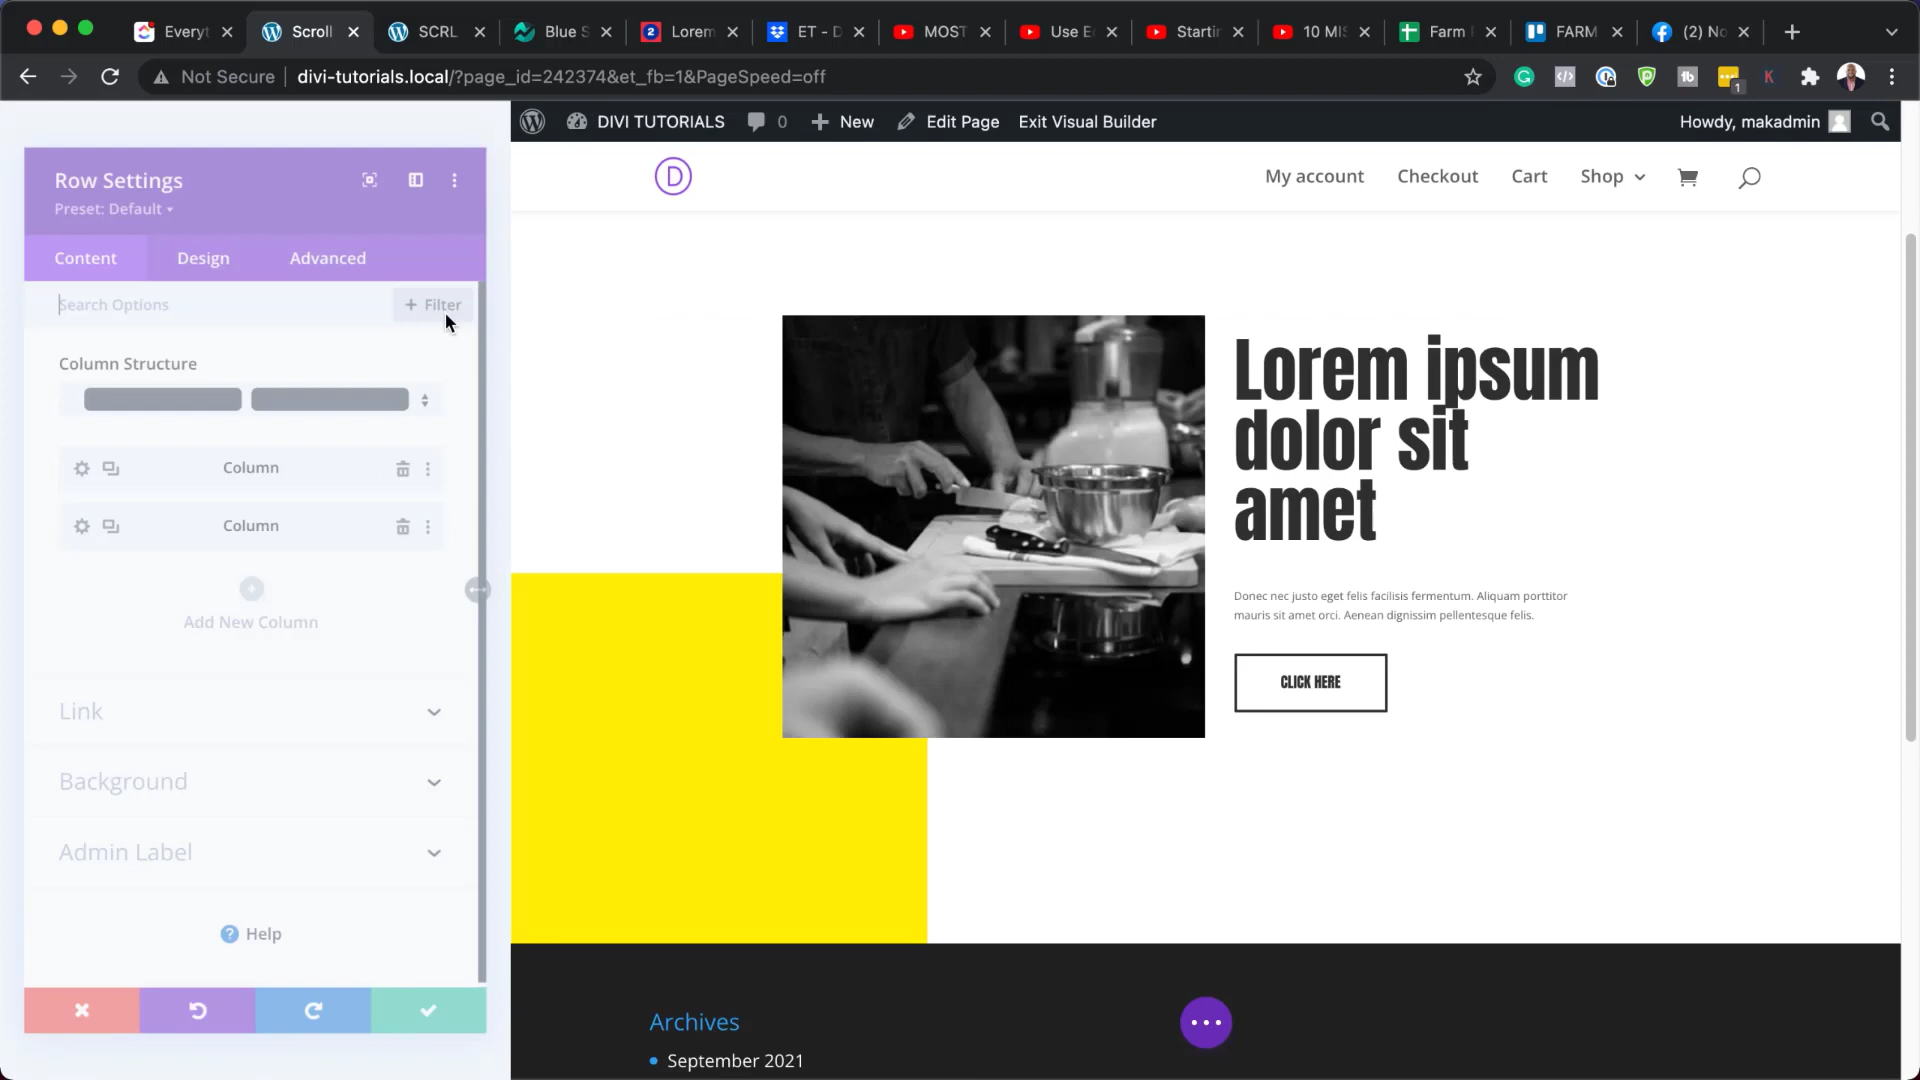 Everyt
Scroll
SCRL
Blue S
2
Lorem
ET - D
MOST
Use E
Startin
10 MIS
Farm
FARM
(2) No
Not Secure
divi-tutorials.local/?page_id=242374&et_fb=1&PageSpeed=off
1
DIVI TUTORIALS
0
New
Edit Page
Exit Visual Builder
Howdy, makadmin
D
My account
Checkout
Cart
Shop
Row Settings
Preset: Default
Content
Design
Advanced
Search Options
+ Filter
Column Structure
Column
Column
Add New Column
Link
Background
Admin Label
? Help
Lorem ipsum
dolor sit
amet
Donec nec justo eget felis facilisis fermentum. Aliquam porttitor
mauris sit amet orci. Aenean dignissim pellentesque felis.
CLICK HERE
Archives
September 2021